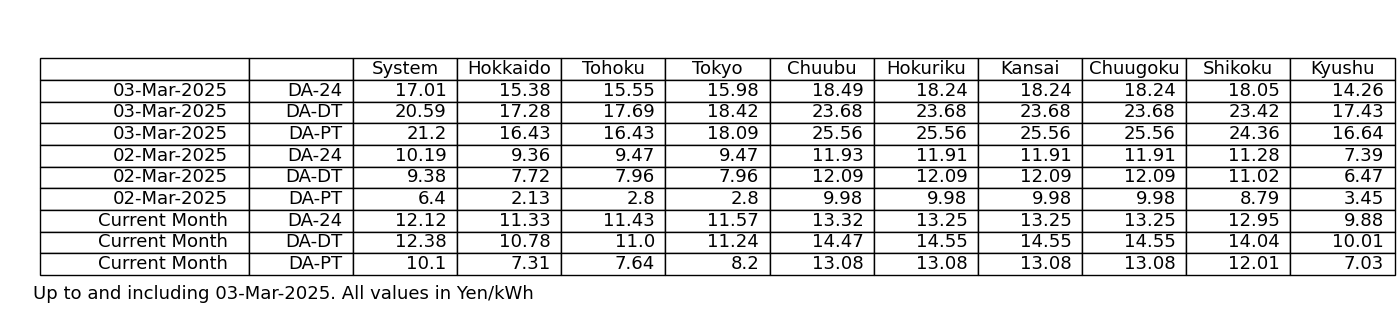 System Hokkaido Tohoku Tokyo Chuubu Hokuriku Kansai Chuugoku Shikoku Kyushu
03-Mar-2025 DA-24 17.01 15.38 15.55 15.98 18.49 18.24 18.24 18.24 18.05 14.26
03-Mar-2025 DA-DT 20.59 17.28 17.69 18.42 23.68 23.68 23.68 23.68 23.42 17.43
03-Mar-2025 DA-PT 21.2 16.43 16.43 18.09 25.56 25.56 25.56 25.56 24.36 16.64
02-Mar-2025 DA-24 10.19 9.36 9.47 9.47 11.93 11.91 11.91 11.91 11.28 7.39
02-Mar-2025 DA-DT 9.38 7.72 7.96 7.96 12.09 12.09 12.09 12.09 11.02 6.47
02-Mar-2025 DA-PT 6.4 2.13 2.8 2.8 9.98 9.98 9.98 9.98 8.79 3.45
Current Month DA-24 12.12 11.33 11.43 11.57 13.32 13.25 13.25 13.25 12.95 9.88
Current Month DA-DT 12.38 10.78 11.0 11.24 14.47 14.55 14.55 14.55 14.04 10.01
Current Month DA-PT 10.1 7.31 7.64 8.2 13.08 13.08 13.08 13.08 12.01 7.03
Up to and including 03-Mar-2025. All values in Yen/kWh